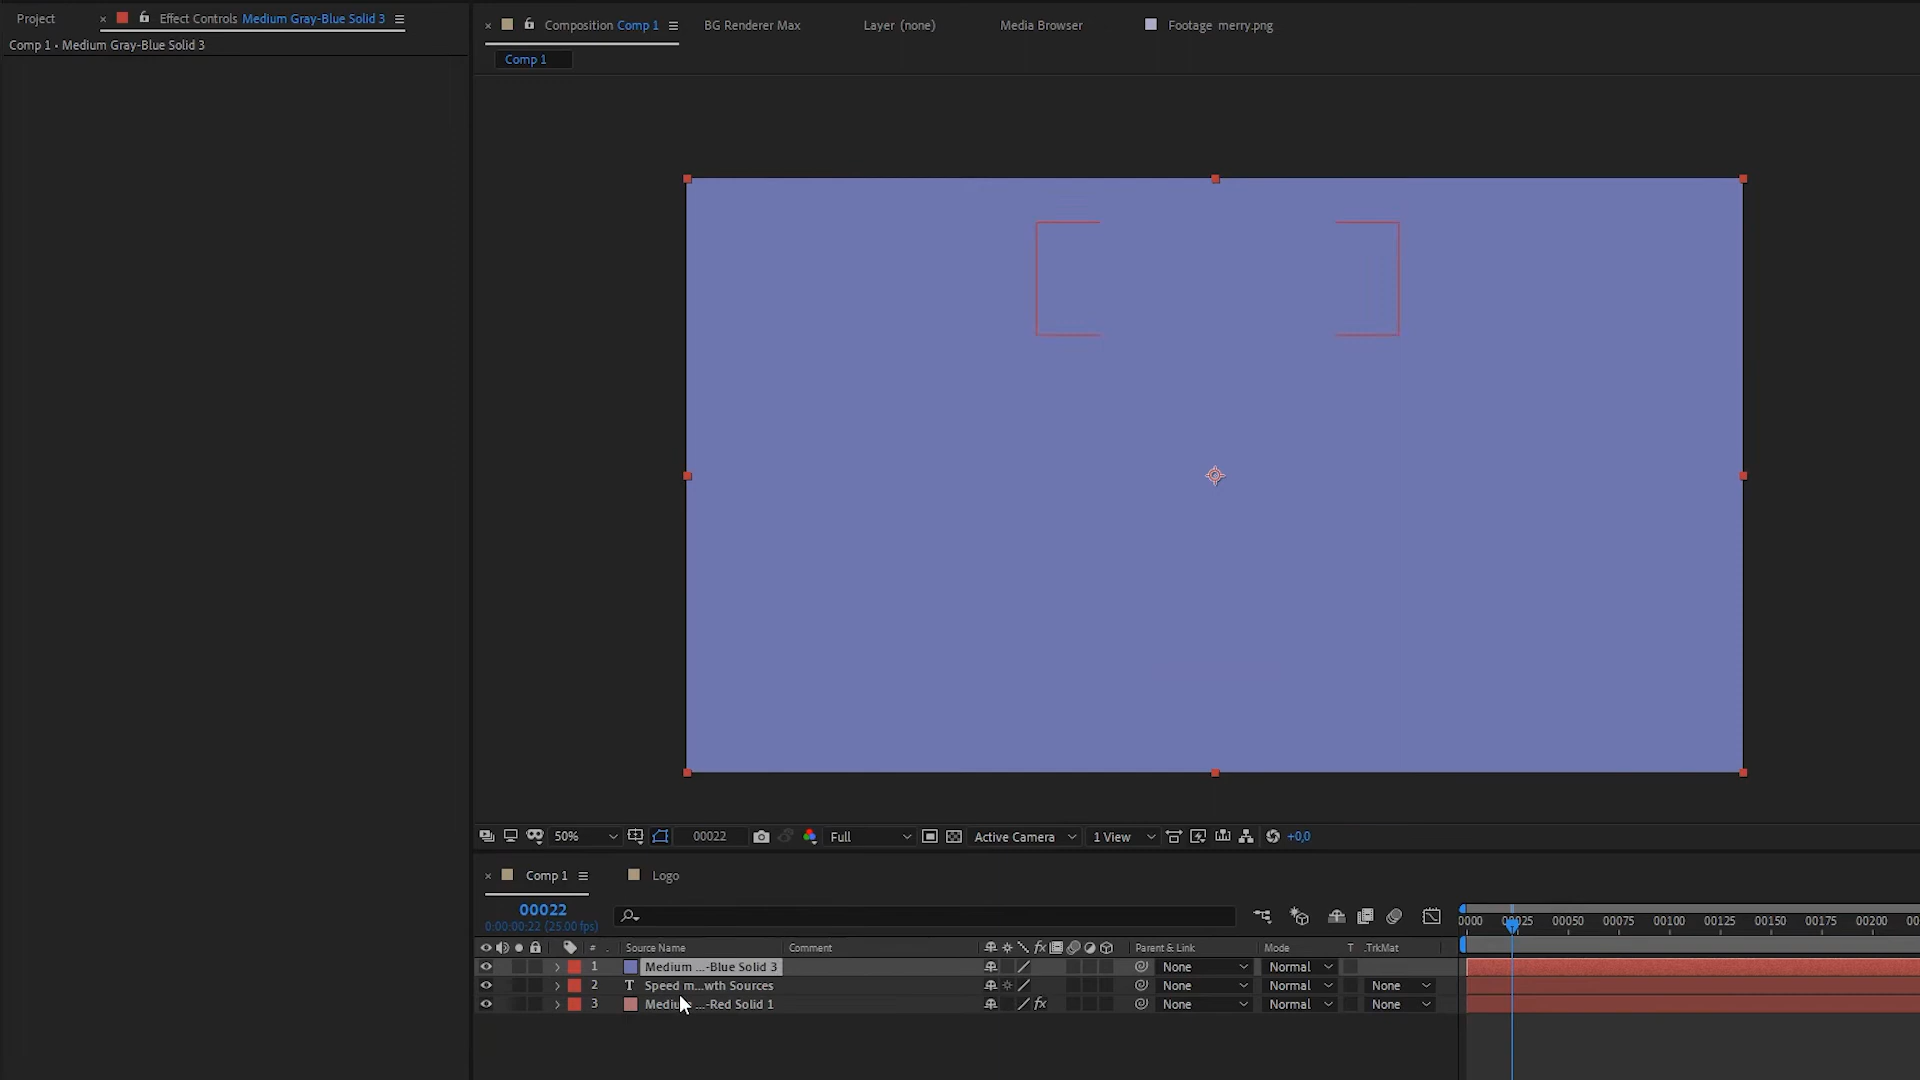 Project
Effect Controls Medium Gray-Blue Solid 3
Comp 1 • Medium Gray-Blue Solid 3
Composition Comp 1
BG Renderer Max
Layer (none)
Media Browser
Footage merry.png
Comp 1
50%
00022
Full
Active Camera
1 View
+0,0
Comp 1
Logo
00022
0:00:00:22 (25.00 fps)
0000 00025 00050 00075 00100 00125 00150 00175 00200
# Source Name Comment fx Parent & Link Mode T .TrkMat
1 Medium ...-Blue Solid 3 None Normal
2 T Speed m...wth Sources None Normal None
3 Mediu ...-Red Solid 1 fx None Normal None